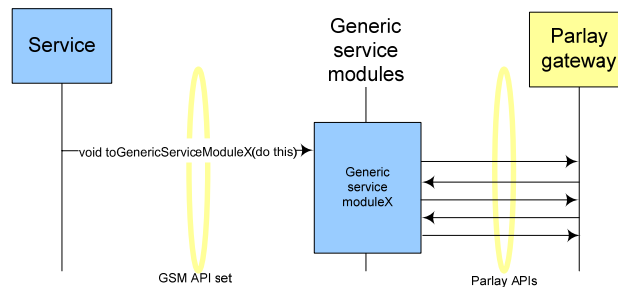 Service
Generic
service
modules
Parlay
gateway
void toGenericServiceModuleX(do this)
Generic
service
moduleX
GSM API set
Parlay APIs